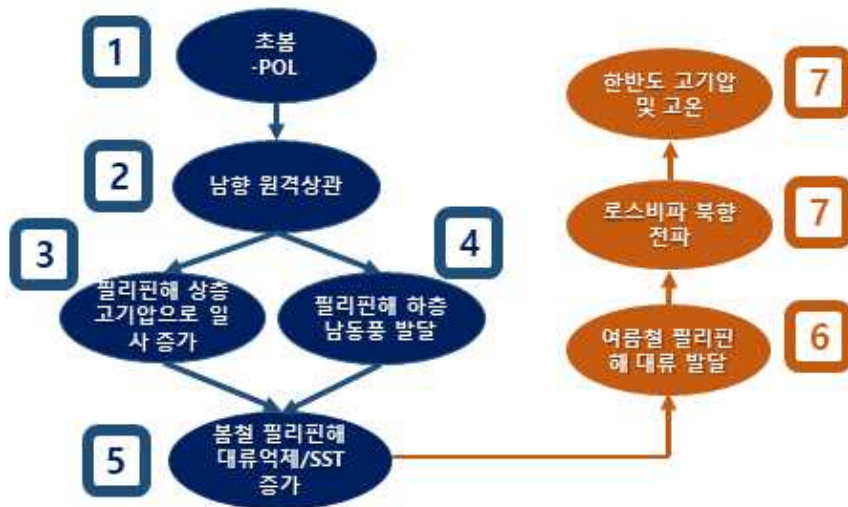 1
초봄
-POL
2
남향 원격상관
3
필리핀해 상층
고기압으로 일
사 증가
4
필리핀해 하층
남동풍 발달
5
봄철 필리핀해
대류억제/SST
증가
6
여름철 필리핀
해 대류 발달
7
로스비파 북향
전파
7
한반도 고기압
및 고온